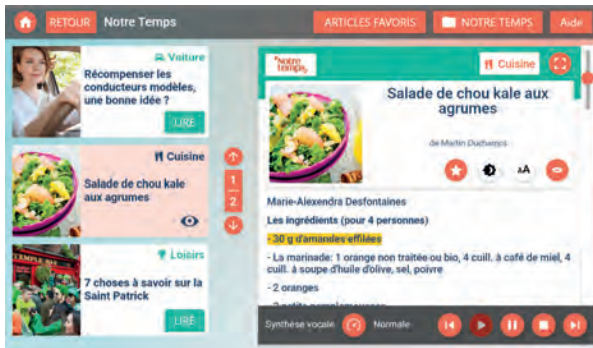 RETOUR Notre Temps ARTICLES FAVORIS NOTRE TEMPS Aide
Voiture
Récompenser les
conducteurs modèles,
une bonne idée ?
LIRE
Cuisine
Salade de chou kale
aux agrumes
Loisirs
7 choses à savoir sur la
Saint Patrick
LIRE
1
2
Notre
temps
Cuisine
Salade de chou kale aux
agrumes
de Martin Duchamps
AA
Marie-Alexendra Desfontaines
Les ingrédients (pour 4 personnes)
- 30 g d'amandes effilées
- La marinade: 1 orange non traitée ou bio, 4 cuill. à café de miel, 4
cuill. à soupe d'huile d'olive, sel, poivre
- 2 oranges
Synthèse vocale Normale